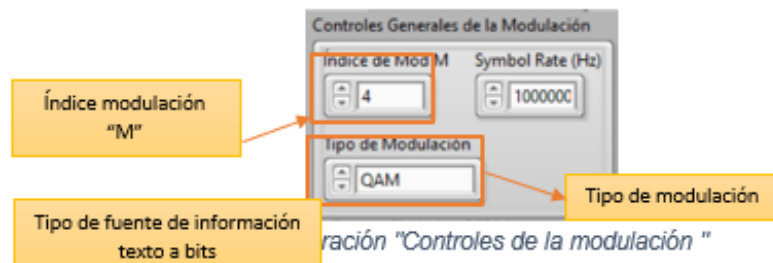 Controles Generales de la Modulación
Índice de Mod M
Symbol Rate (Hz)
4
1000000
Índice modulación
"M"
Tipo de Modulación
QAM
Tipo de modulación
Tipo de fuente de información
texto a bits
ración "Controles de la modulación "